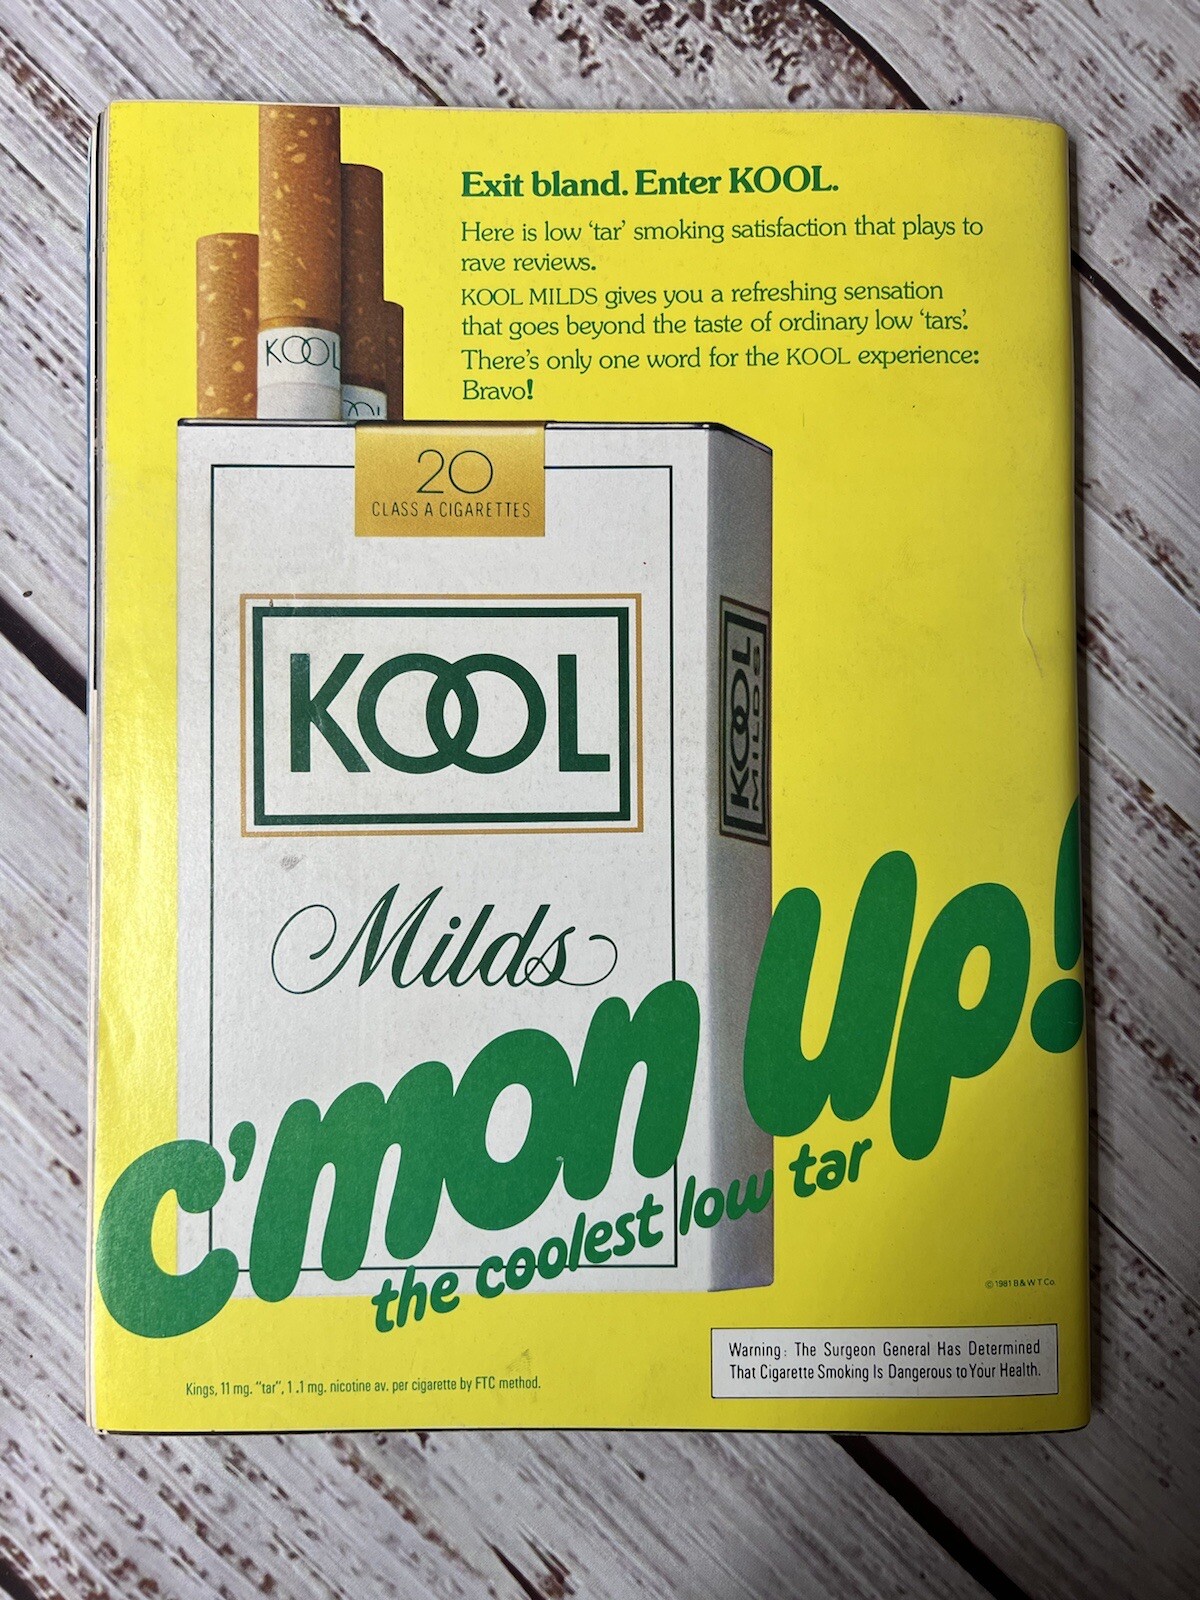 Exit bland. Enter KOOL.
Here is low 'tar' smoking satisfaction that plays to
rave reviews.
KOOL MILDS gives you a refreshing sensation
that goes beyond the taste of ordinary low 'tars'.
There's only one word for the KOOL experience:
Bravo!
KOOL
20
CLASS A CIGARETTES
KOOL
KOOL
MILDS
Milds
c'mon up!
the coolest low tar
© 1981 B & W T Co.
Warning: The Surgeon General Has Determined
That Cigarette Smoking Is Dangerous to Your Health.
Kings, 11 mg. "tar", 1.1 mg. nicotine av. per cigarette by FTC method.